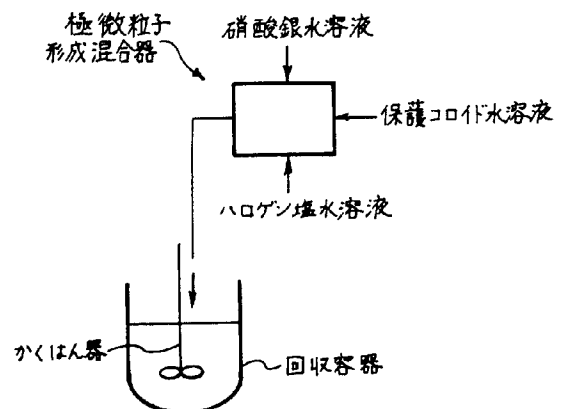 極微粒子
形成混合器
硝酸銀水溶液
保護コロイド水溶液
ハロゲン塩水溶液
かくはん器
回収容器